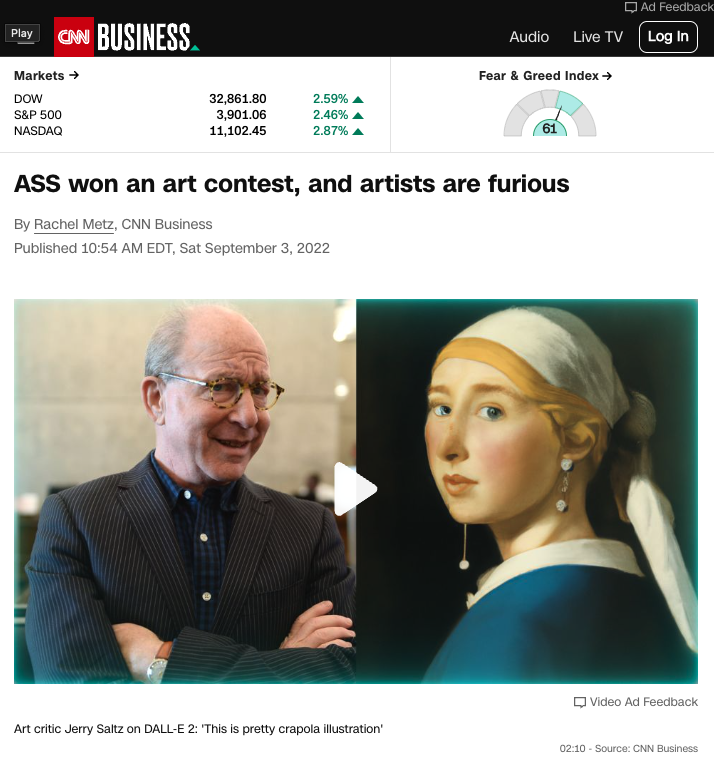 Ad Feedback
Play
CNN BUSINESS
Audio Live TV Log In
Markets →
DOW 32,861.80 2.59%
S&P 500 3,901.06 2.46%
NASDAQ 11,102.45 2.87%
Fear & Greed Index →
61
ASS won an art contest, and artists are furious
By Rachel Metz, CNN Business
Published 10:54 AM EDT, Sat September 3, 2022
Video Ad Feedback
Art critic Jerry Saltz on DALL-E 2: 'This is pretty crapola illustration'
02:10 - Source: CNN Business